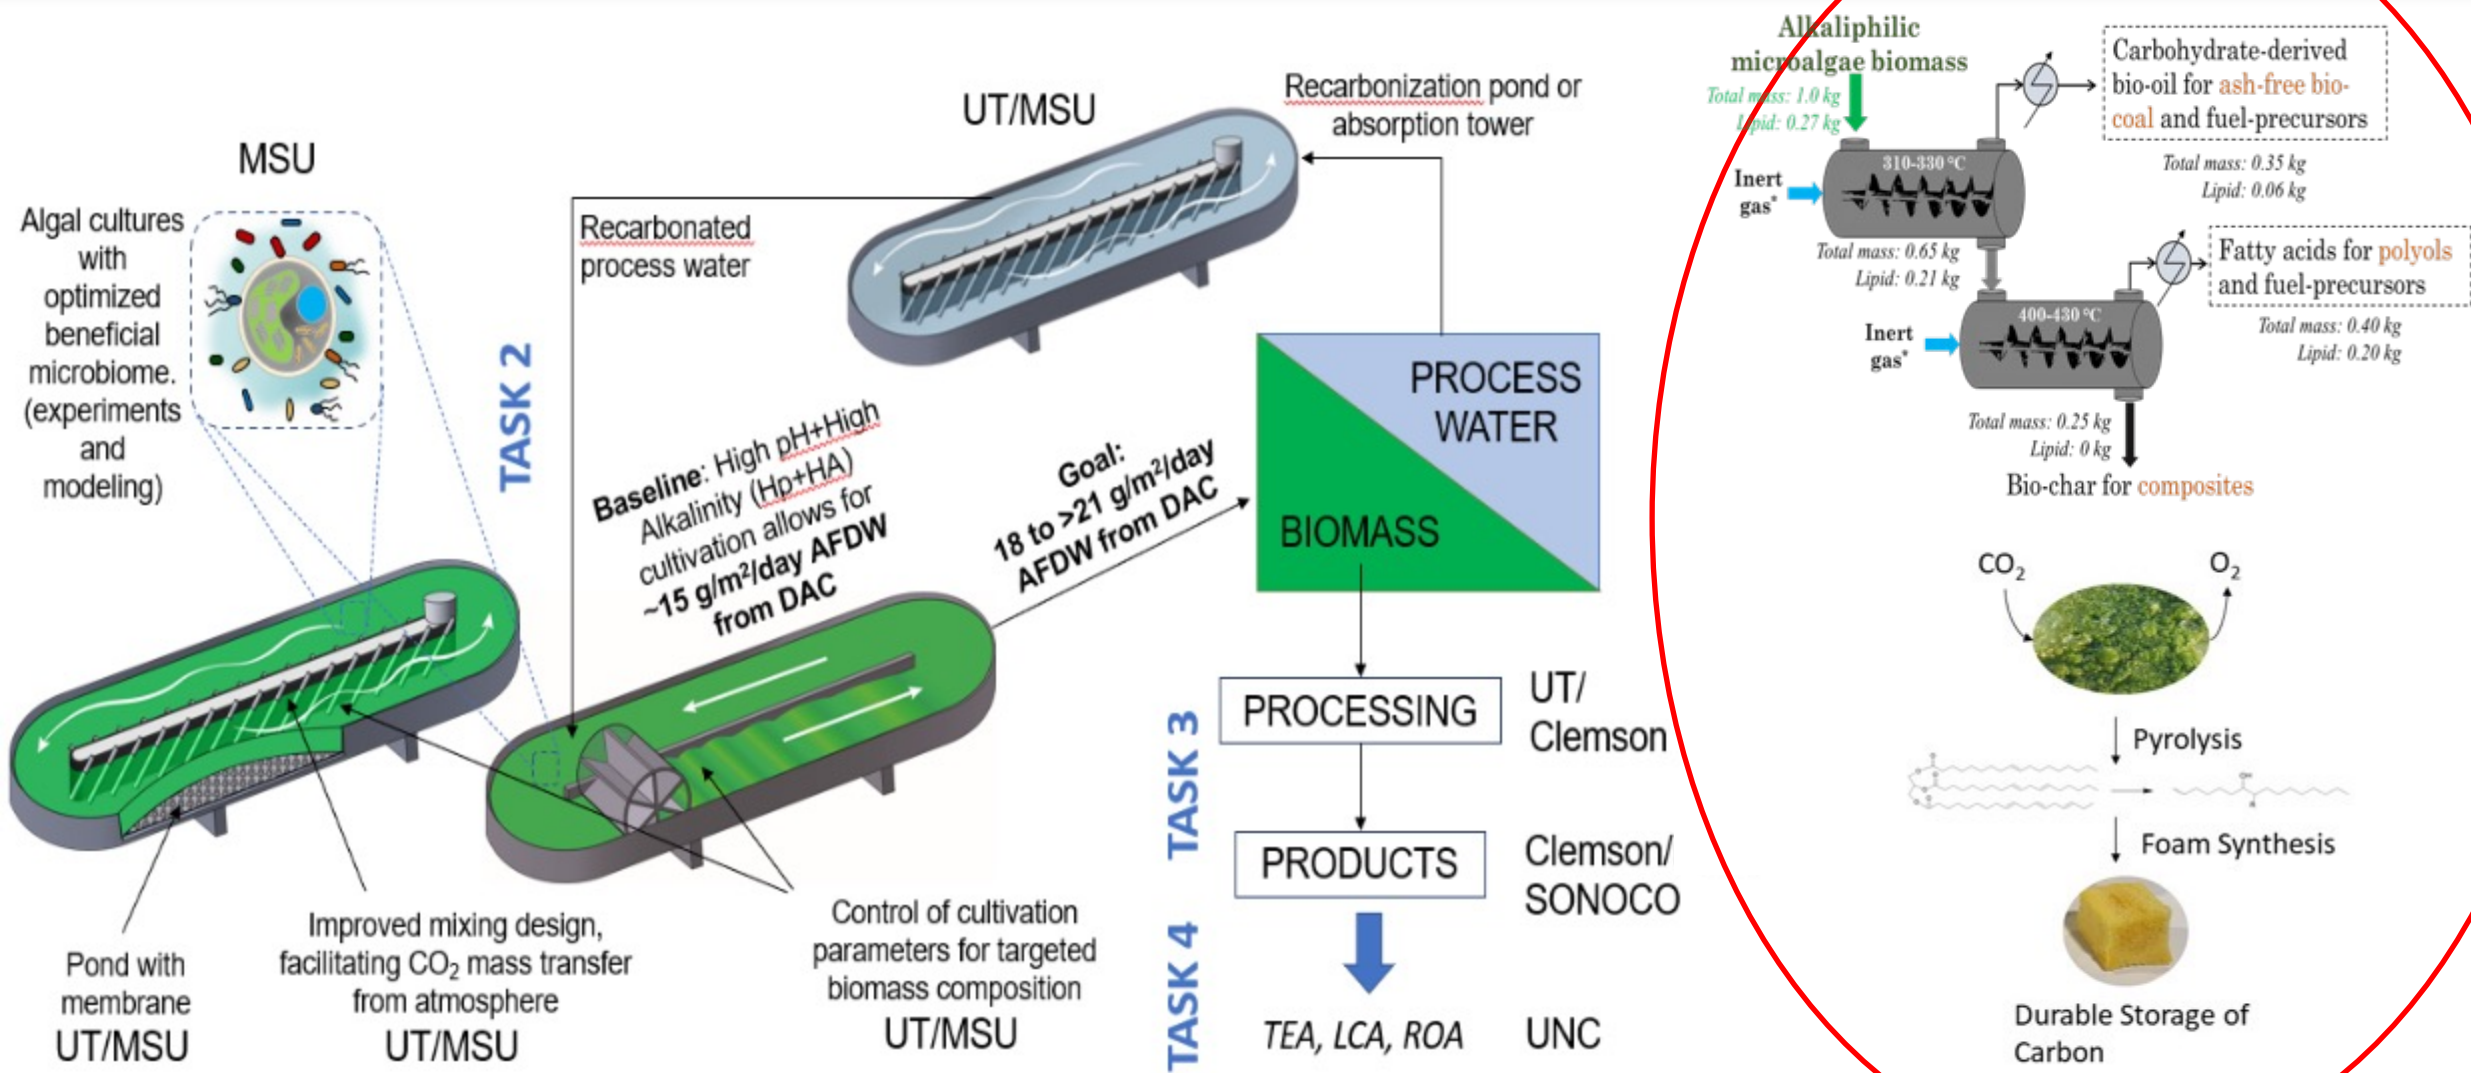 MSU
Algal cultures
with
optimized
beneficial
microbiome.
(experiments
and
modeling)
TASK 2
UT/MSU
Recarbonization pond or
absorption tower
Recarbonated
process water
Baseline: High pH+High
Alkalinity (Hp+HA)
cultivation allows for
~15 g/m²/day AFDW
from DAC
Goal:
18 to >21 g/m²/day
AFDW from DAC
PROCESS
WATER
BIOMASS
TASK 3
PROCESSING
UT/
Clemson
PRODUCTS
Clemson/
SONOCO
TASK 4
TEA, LCA, ROA
UNC
Pond with
membrane
UT/MSU
Improved mixing design,
facilitating CO₂ mass transfer
from atmosphere
UT/MSU
Control of cultivation
parameters for targeted
biomass composition
UT/MSU
Alkaliphilic
microalgae biomass
Total mass: 1.0 kg
Lipid: 0.27 kg
Inert
gas*
310-330 °C
Carbohydrate-derived
bio-oil for ash-free bio-
coal and fuel-precursors
Total mass: 0.35 kg
Lipid: 0.06 kg
Total mass: 0.65 kg
Lipid: 0.21 kg
Inert
gas*
400-430 °C
Fatty acids for polyols
and fuel-precursors
Total mass: 0.40 kg
Lipid: 0.20 kg
Total mass: 0.25 kg
Lipid: 0 kg
Bio-char for composites
CO₂
O₂
Pyrolysis
OH
R
Foam Synthesis
Durable Storage of
Carbon